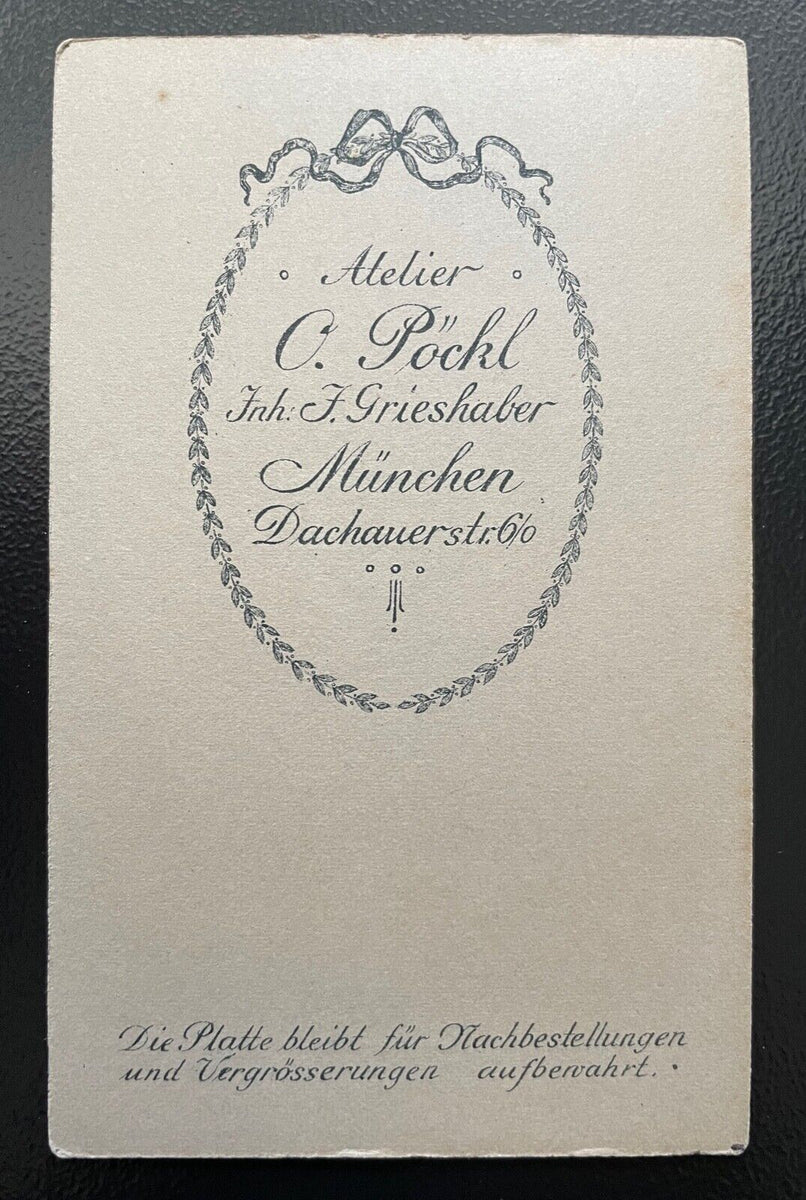 Atelier
O. Pöckl
Inh: J. Grieshaber
München
Dachauerstr. 6/0
Die Platte bleibt für Nachbestellungen
und Vergrösserungen aufbewahrt.